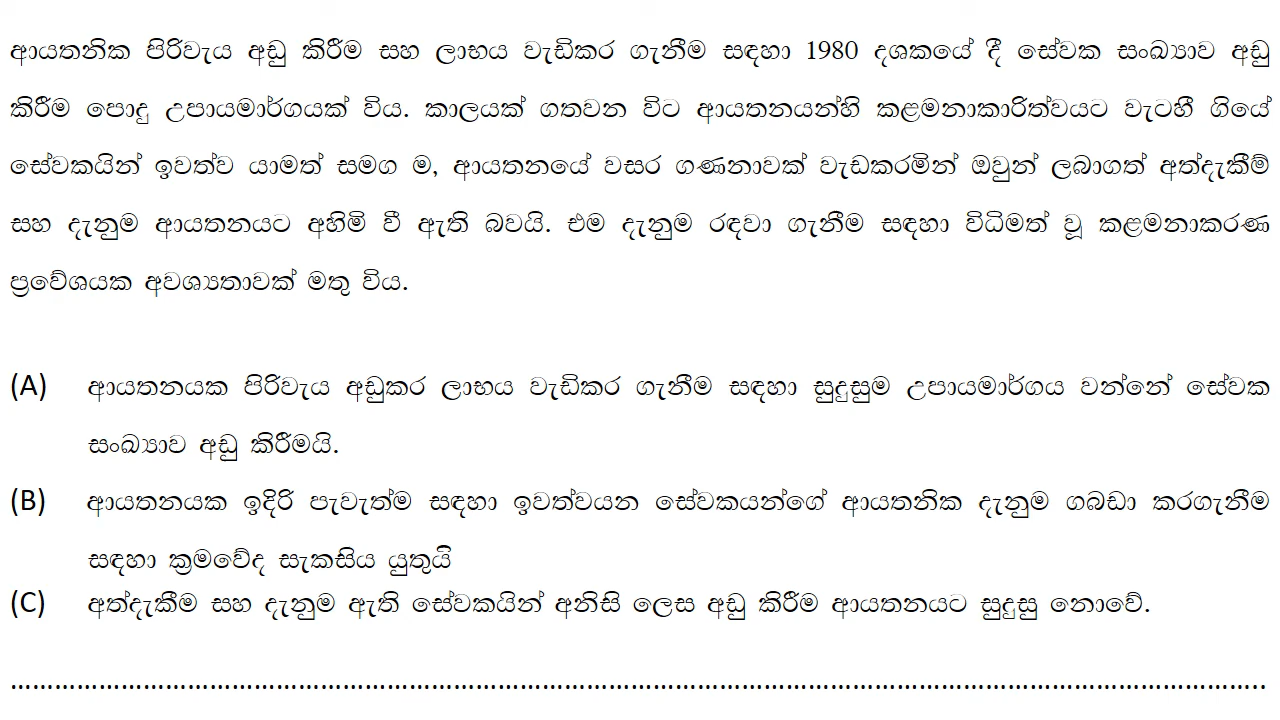 ආයතනික පිරිවැය අඩු කිරීම සහ ලාභය වැඩිකර ගැනීම සඳහා 1980 දශකයේ දී සේවක සංඛ්‍යාව අඩු
කිරීම පොදු උපායමාර්ගයක් විය. කාලයක් ගතවන විට ආයතනයන්හි කළමනාකාරිත්වයට වැටහී ගියේ
සේවකයින් ඉවත්ව යාමත් සමග ම, ආයතනයේ වසර ගණනාවක් වැඩකරමින් ඔවුන් ලබාගත් අත්දැකීම්
සහ දැනුම ආයතනයට අහිමි වී ඇති බවයි. එම දැනුම රඳවා ගැනීම සඳහා විධිමත් වූ කළමනාකරණ
ප්‍රවේශයක අවශ්‍යතාවක් මතු විය.
(A) ආයතනයක පිරිවැය අඩුකර ලාභය වැඩිකර ගැනීම සඳහා සුදුසුම උපායමාර්ගය වන්නේ සේවක
සංඛ්‍යාව අඩු කිරීමයි.
(B) ආයතනයක ඉදිරි පැවැත්ම සඳහා ඉවත්වයන සේවකයන්ගේ ආයතනික දැනුම ගබඩා කරගැනීම
සඳහා ක්‍රමවේද සැකසිය යුතුයි
(C) අත්දැකීම සහ දැනුම ඇති සේවකයින් අනිසි ලෙස අඩු කිරීම ආයතනයට සුදුසු නොවේ.